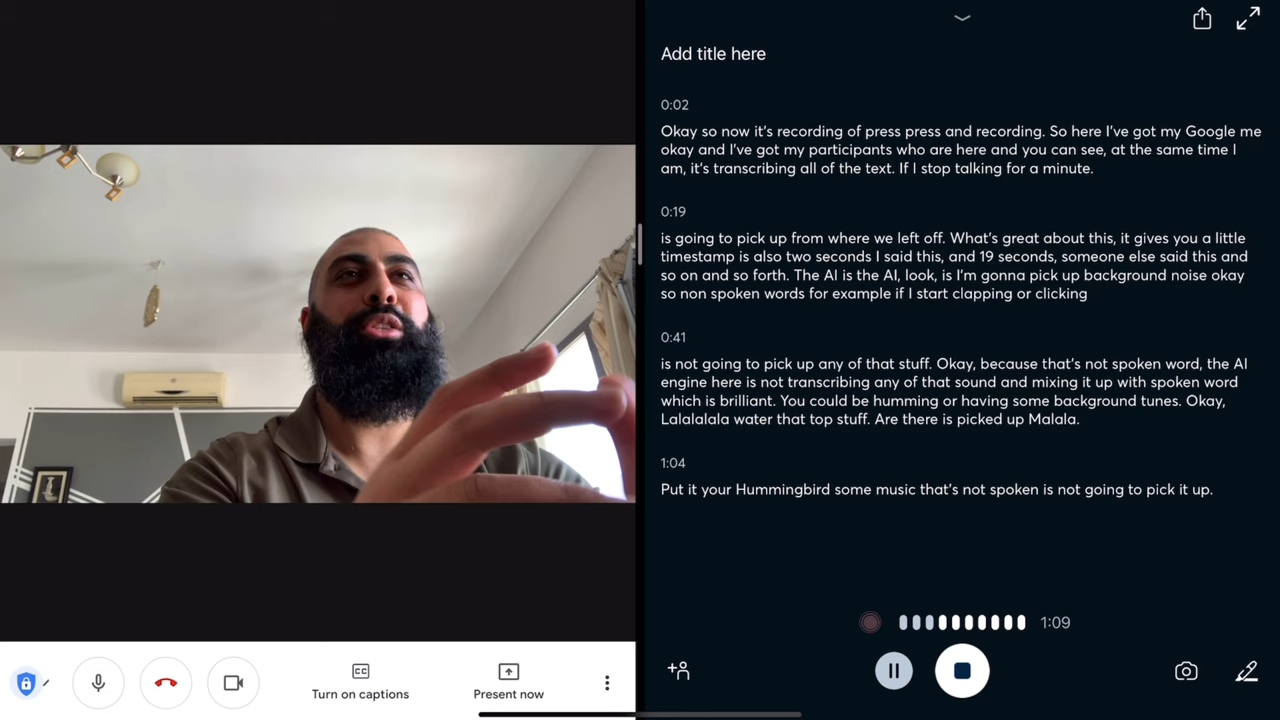 Add title here
0:02
Okay so now it's recording of press press and recording. So here I've got my Google me
okay and I've got my participants who are here and you can see, at the same time I
am, it's transcribing all of the text. If I stop talking for a minute.
0:19
is going to pick up from where we left off. What's great about this, it gives you a little
timestamp is also two seconds I said this, and 19 seconds, someone else said this and
so on and so forth. The AI is the AI, look, is I'm gonna pick up background noise okay
so non spoken words for example if I start clapping or clicking
0:41
is not going to pick up any of that stuff. Okay, because that's not spoken word, the AI
engine here is not transcribing any of that sound and mixing it up with spoken word
which is brilliant. You could be humming or having some background tunes. Okay,
Lalalalala water that top stuff. Are there is picked up Malala.
1:04
Put it your Hummingbird some music that's not spoken is not going to pick it up.
1:09
CC
Turn on captions
Present now